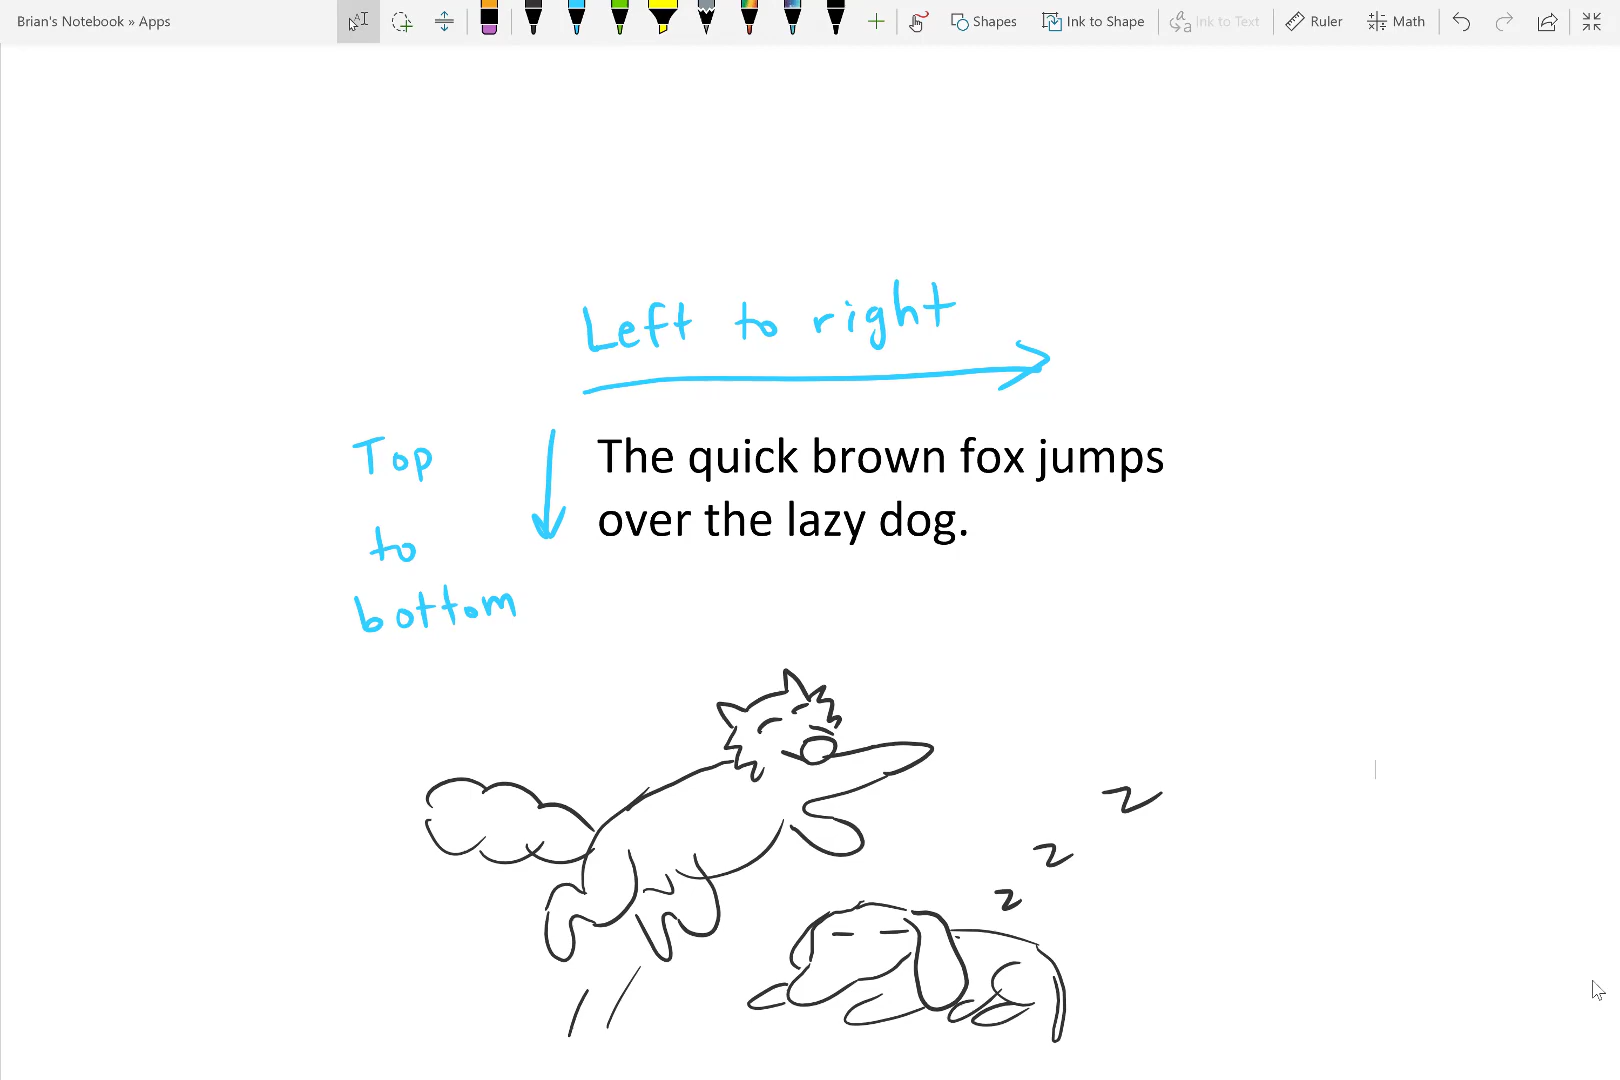 Brian's Notebook » Apps
Shapes
Ink to Shape
Ink to Text
Ruler
Math
Left to right
Top
to
bottom
The quick brown fox jumps
over the lazy dog.
z
z
z